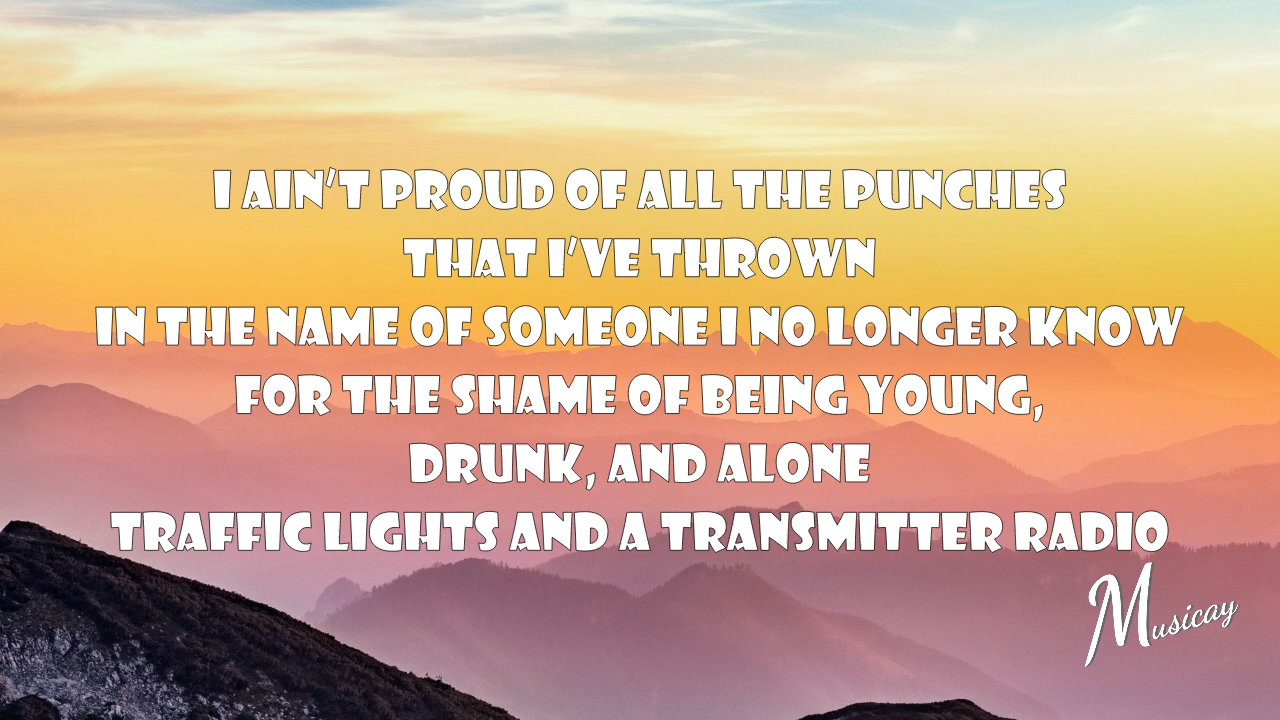 I AIN'T PROUD OF ALL THE PUNCHES
THAT I'VE THROWN
IN THE NAME OF SOMEONE I NO LONGER KNOW
FOR THE SHAME OF BEING YOUNG,
DRUNK, AND ALONE
TRAFFIC LIGHTS AND A TRANSMITTER RADIO
Musicay